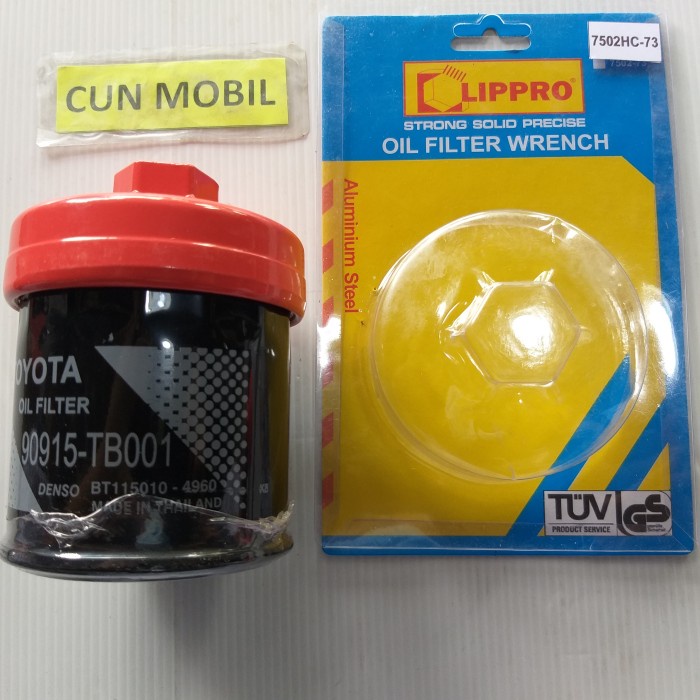 CUN MOBIL
7502HC-73
LIPPRO
STRONG SOLID PRECISE
OIL FILTER WRENCH
Aluminium Steel
OYOTA
OIL FILTER
90915-TB001
DENSO BT115010 - 4960
MADE IN THAILAND
TÜV
PRODUCT SERVICE
GS